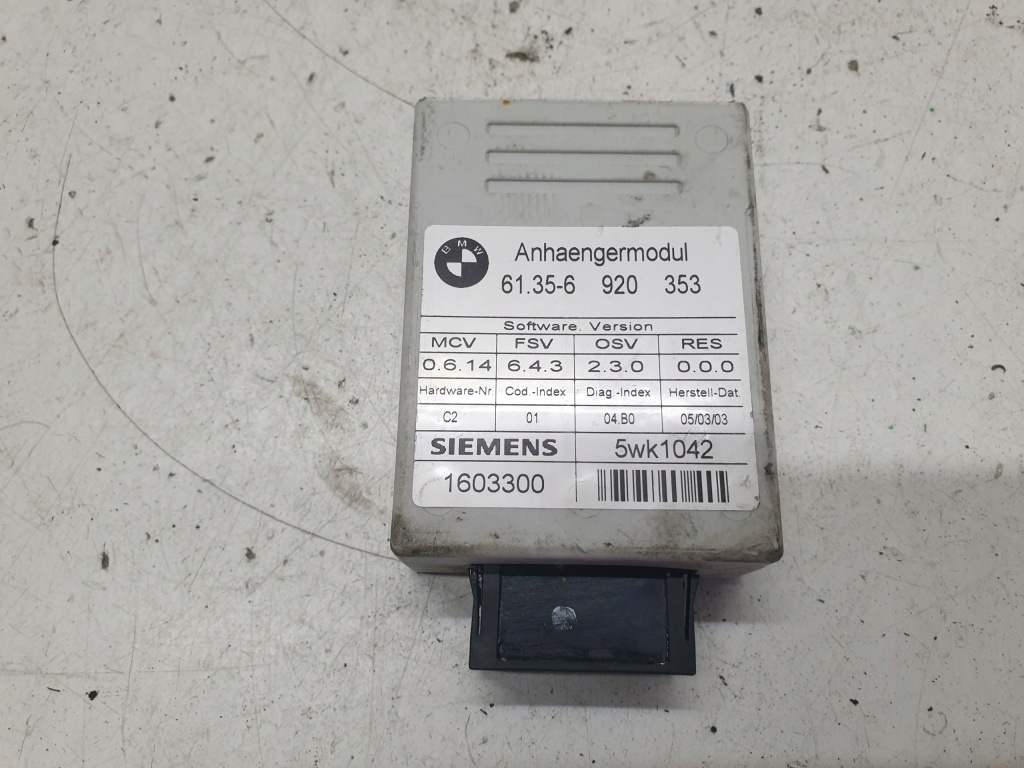 BMW
Anhaengermodul
61.35-6 920 353
Software. Version
MCV FSV OSV RES
0.6.14 6.4.3 2.3.0 0.0.0
Hardware-Nr. Cod.-Index Diag.-Index Herstell-Dat.
C2 01 04.B0 05/03/03
SIEMENS 5wk1042
1603300